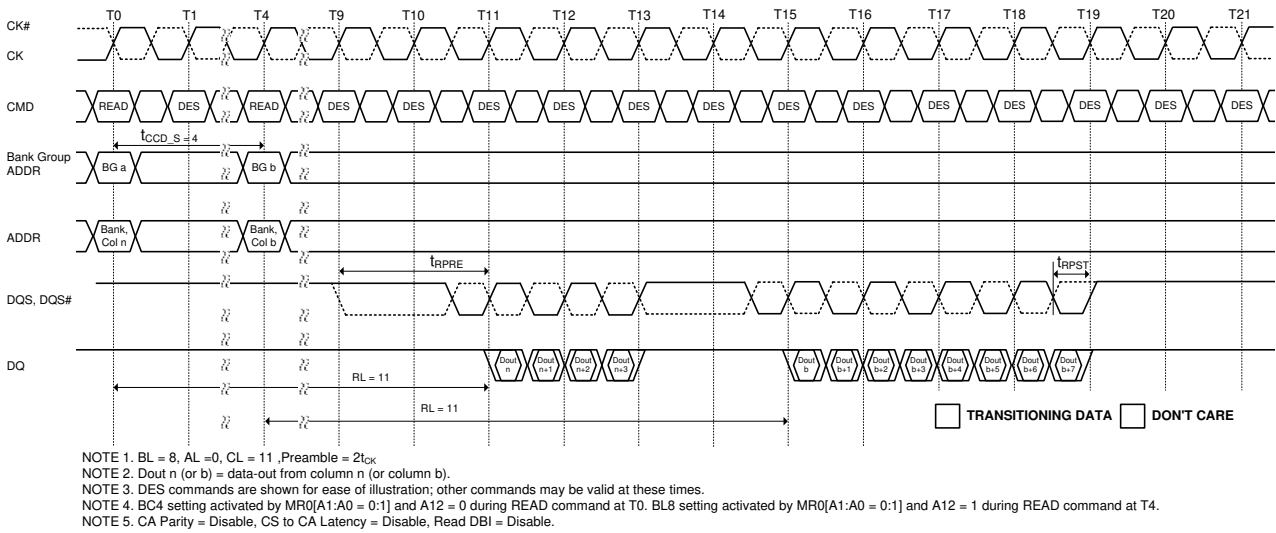 T0 T1 T4 T9 T10 T11 T12 T13 T14 T15 T16 T17 T18 T19 T20 T21
CK#
CK
CMD READ DES READ DES DES DES DES DES DES DES DES DES DES DES DES DES
tCCD_S = 4
Bank Group
ADDR
BG a BG b
ADDR
Bank,
Col n
Bank,
Col b
tRPRE tRPST
DQS, DQS#
DQ
Dout
n
Dout
n+1
Dout
n+2
Dout
n+3
Dout
b
Dout
b+1
Dout
b+2
Dout
b+3
Dout
b+4
Dout
b+5
Dout
b+6
Dout
b+7
RL = 11
RL = 11
TRANSITIONING DATA DON'T CARE
NOTE 1. BL = 8, AL =0, CL = 11 ,Preamble = 2tCK
NOTE 2. Dout n (or b) = data-out from column n (or column b).
NOTE 3. DES commands are shown for ease of illustration; other commands may be valid at these times.
NOTE 4. BC4 setting activated by MR0[A1:A0 = 0:1] and A12 = 0 during READ command at T0. BL8 setting activated by MR0[A1:A0 = 0:1] and A12 = 1 during READ command at T4.
NOTE 5. CA Parity = Disable, CS to CA Latency = Disable, Read DBI = Disable.